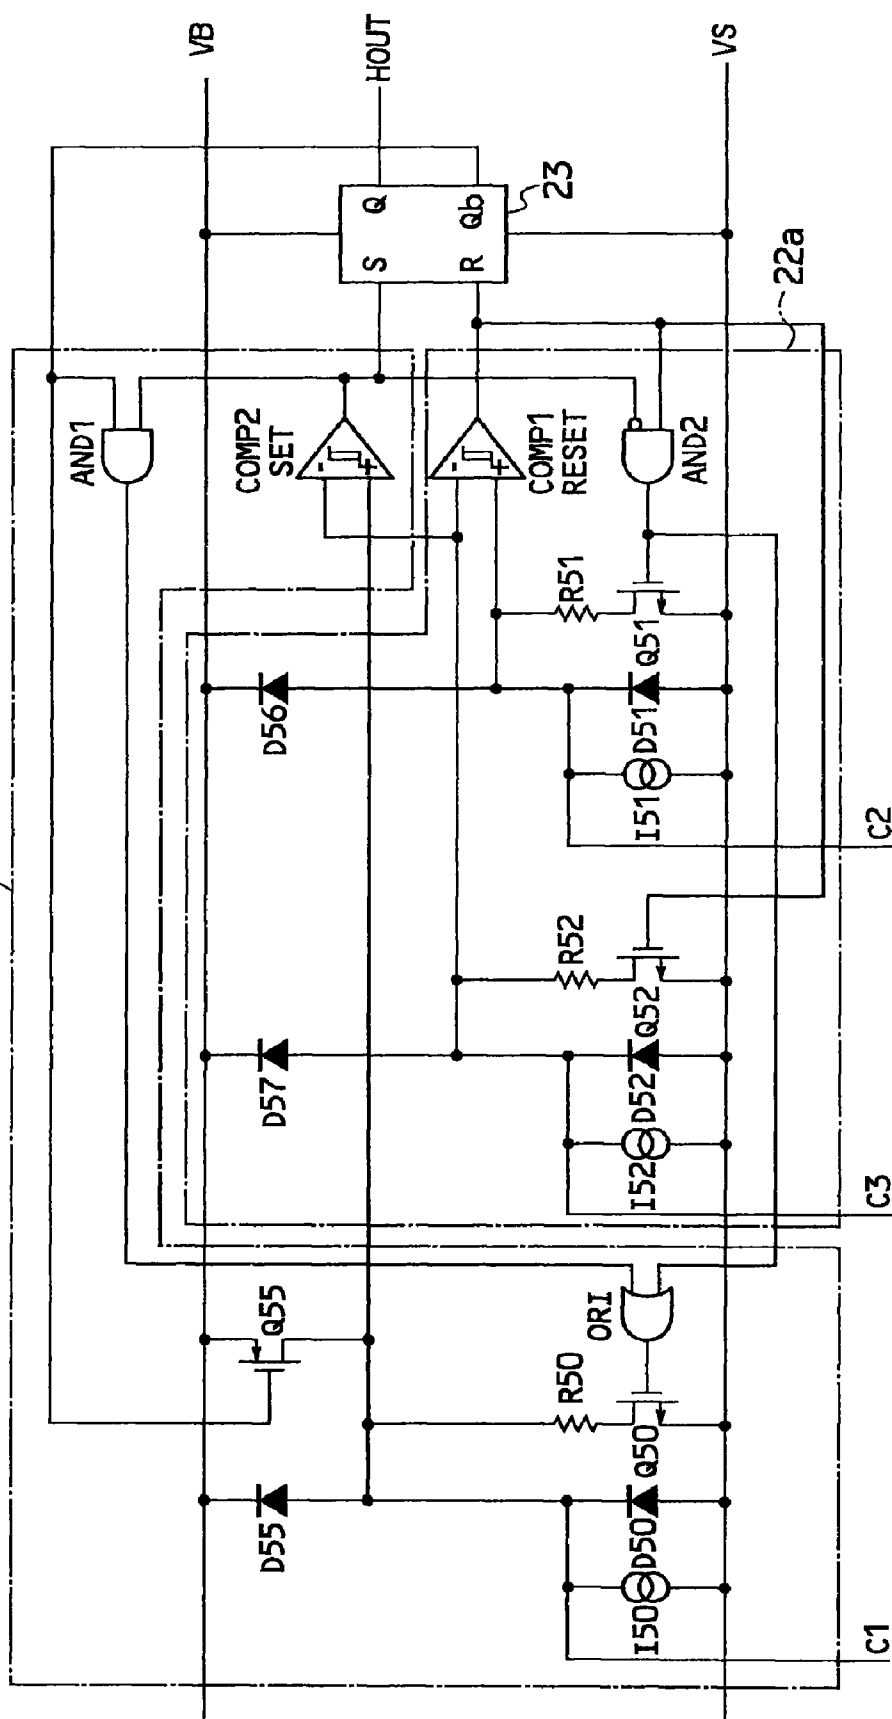 VB
HOUT
VS
23
S
Q
R
Qb
22a
AND1
COMP2
SET
-
+
COMP1
RESET
-
+
AND2
R51
Q51
D51
I51
D56
C2
R52
Q52
D52
I52
D57
C3
ORI
Q55
R50
Q50
D50
I50
D55
C1